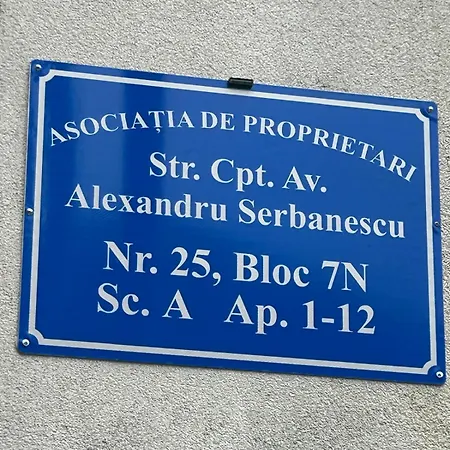 ASOCIAȚIA DE PROPRIETARI
Str. Cpt. Av.
Alexandru Serbanescu
Nr. 25, Bloc 7N
Sc. A Ap. 1-12